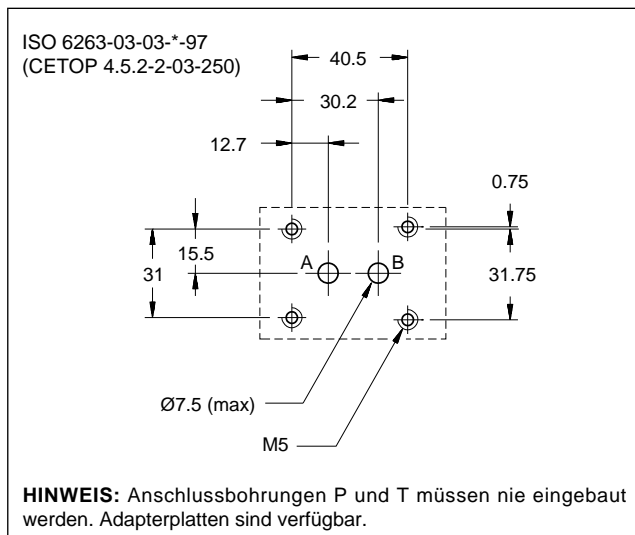 ISO 6263-03-03-*-97
(CETOP 4.5.2-2-03-250)
40.5
30.2
12.7
0.75
15.5
31
A
B
31.75
Ø7.5 (max)
M5
HINWEIS: Anschlussbohrungen P und T müssen nie eingebaut
werden. Adapterplatten sind verfügbar.